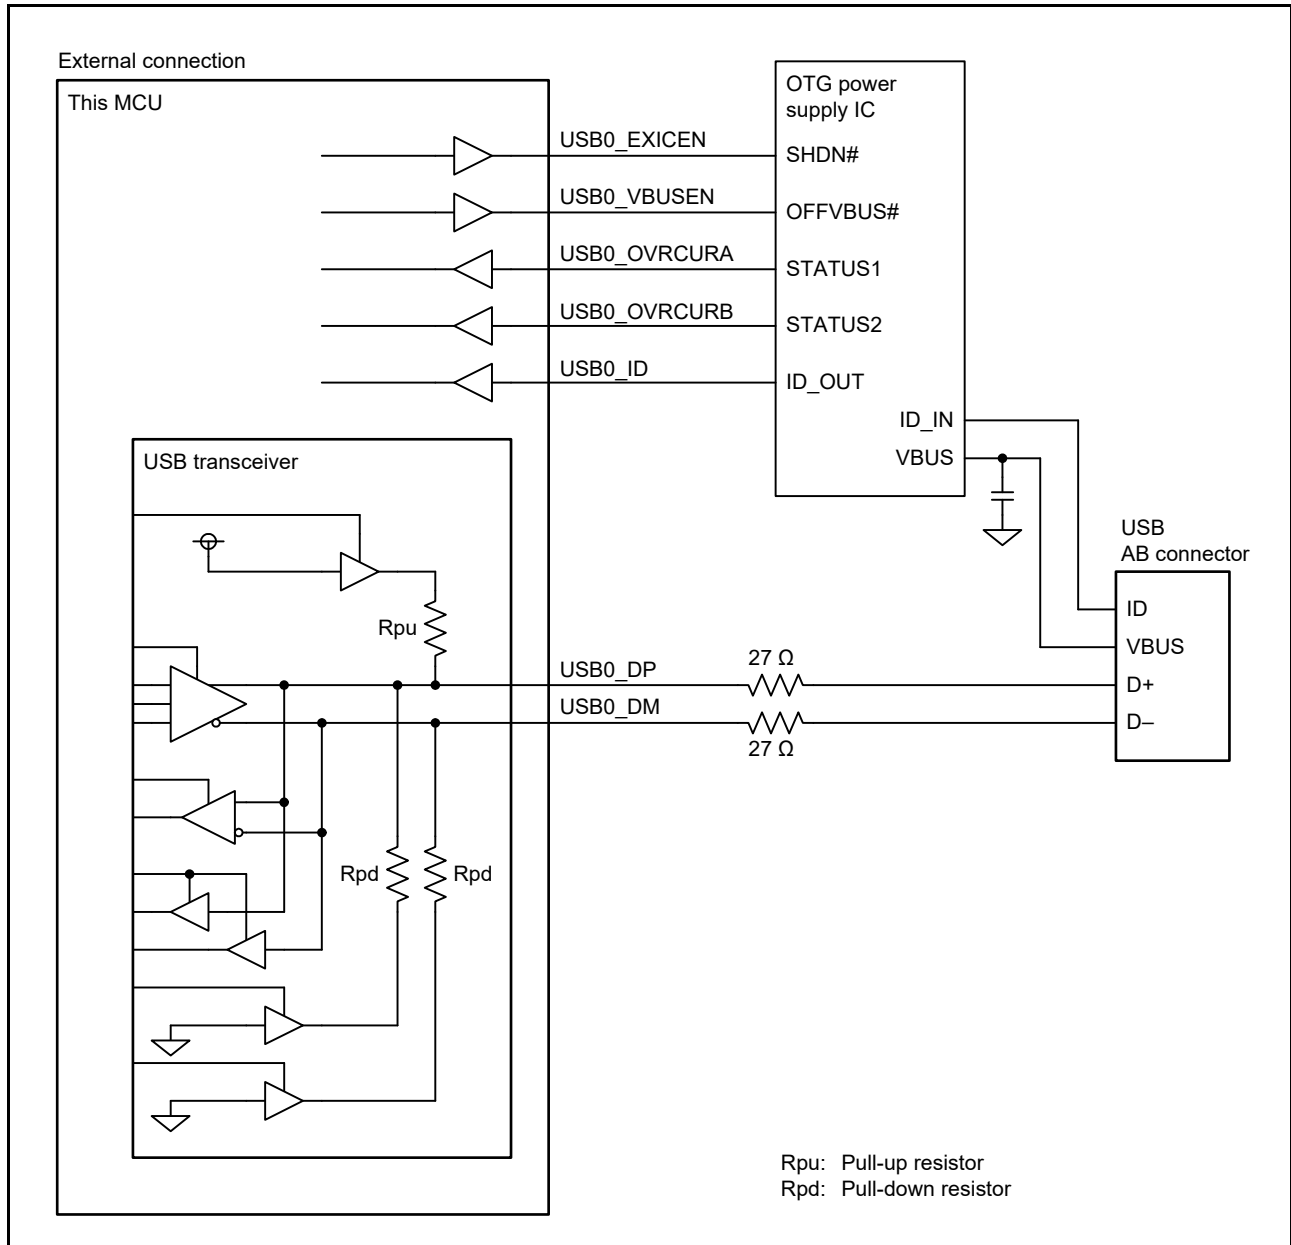 External connection
This MCU
OTG power
supply IC
USB0_EXICEN
SHDN#
USB0_VBUSEN
OFFVBUS#
USB0_OVRCURA
STATUS1
USB0_OVRCURB
STATUS2
USB0_ID
ID_OUT
ID_IN
VBUS
USB transceiver
USB
AB connector
ID
VBUS
D+
D–
Rpu
USB0_DP
27 Ω
USB0_DM
27 Ω
Rpd
Rpd
Rpu: Pull-up resistor
Rpd: Pull-down resistor